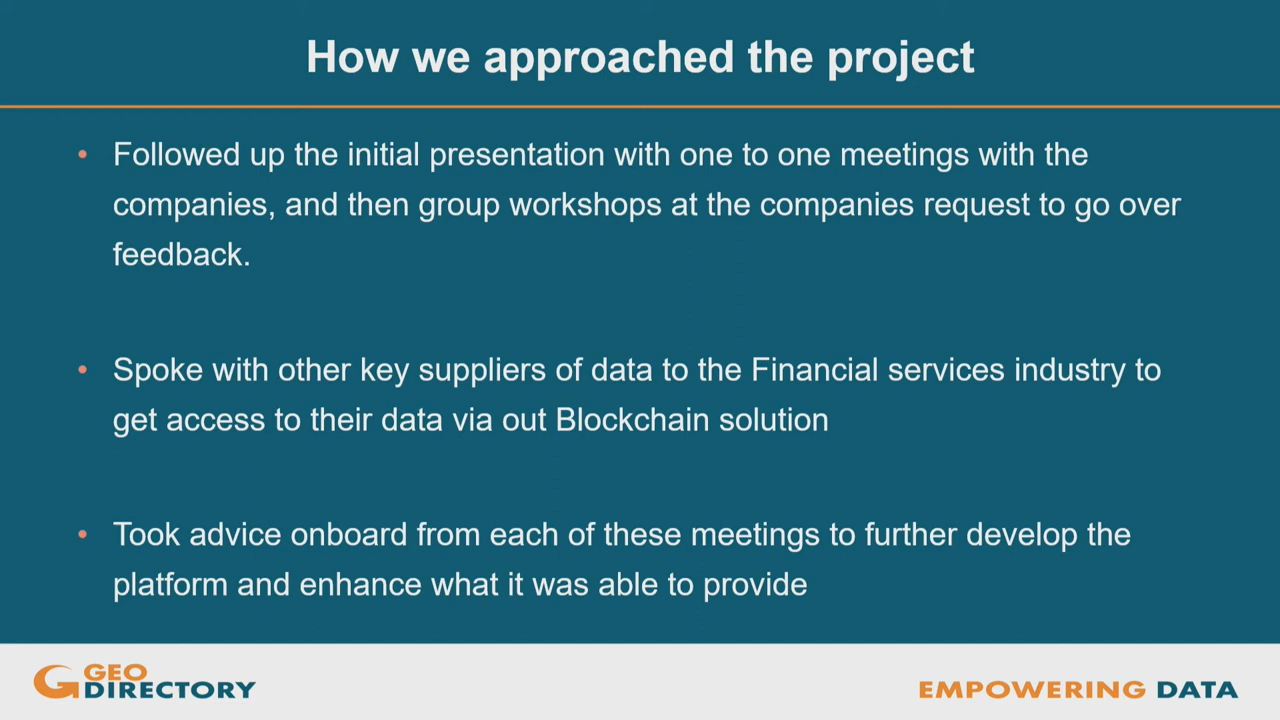 How we approached the project
• Followed up the initial presentation with one to one meetings with the
companies, and then group workshops at the companies request to go over
feedback.
• Spoke with other key suppliers of data to the Financial services industry to
get access to their data via out Blockchain solution
• Took advice onboard from each of these meetings to further develop the
platform and enhance what it was able to provide
GEO
DIRECTORY
EMPOWERING DATA